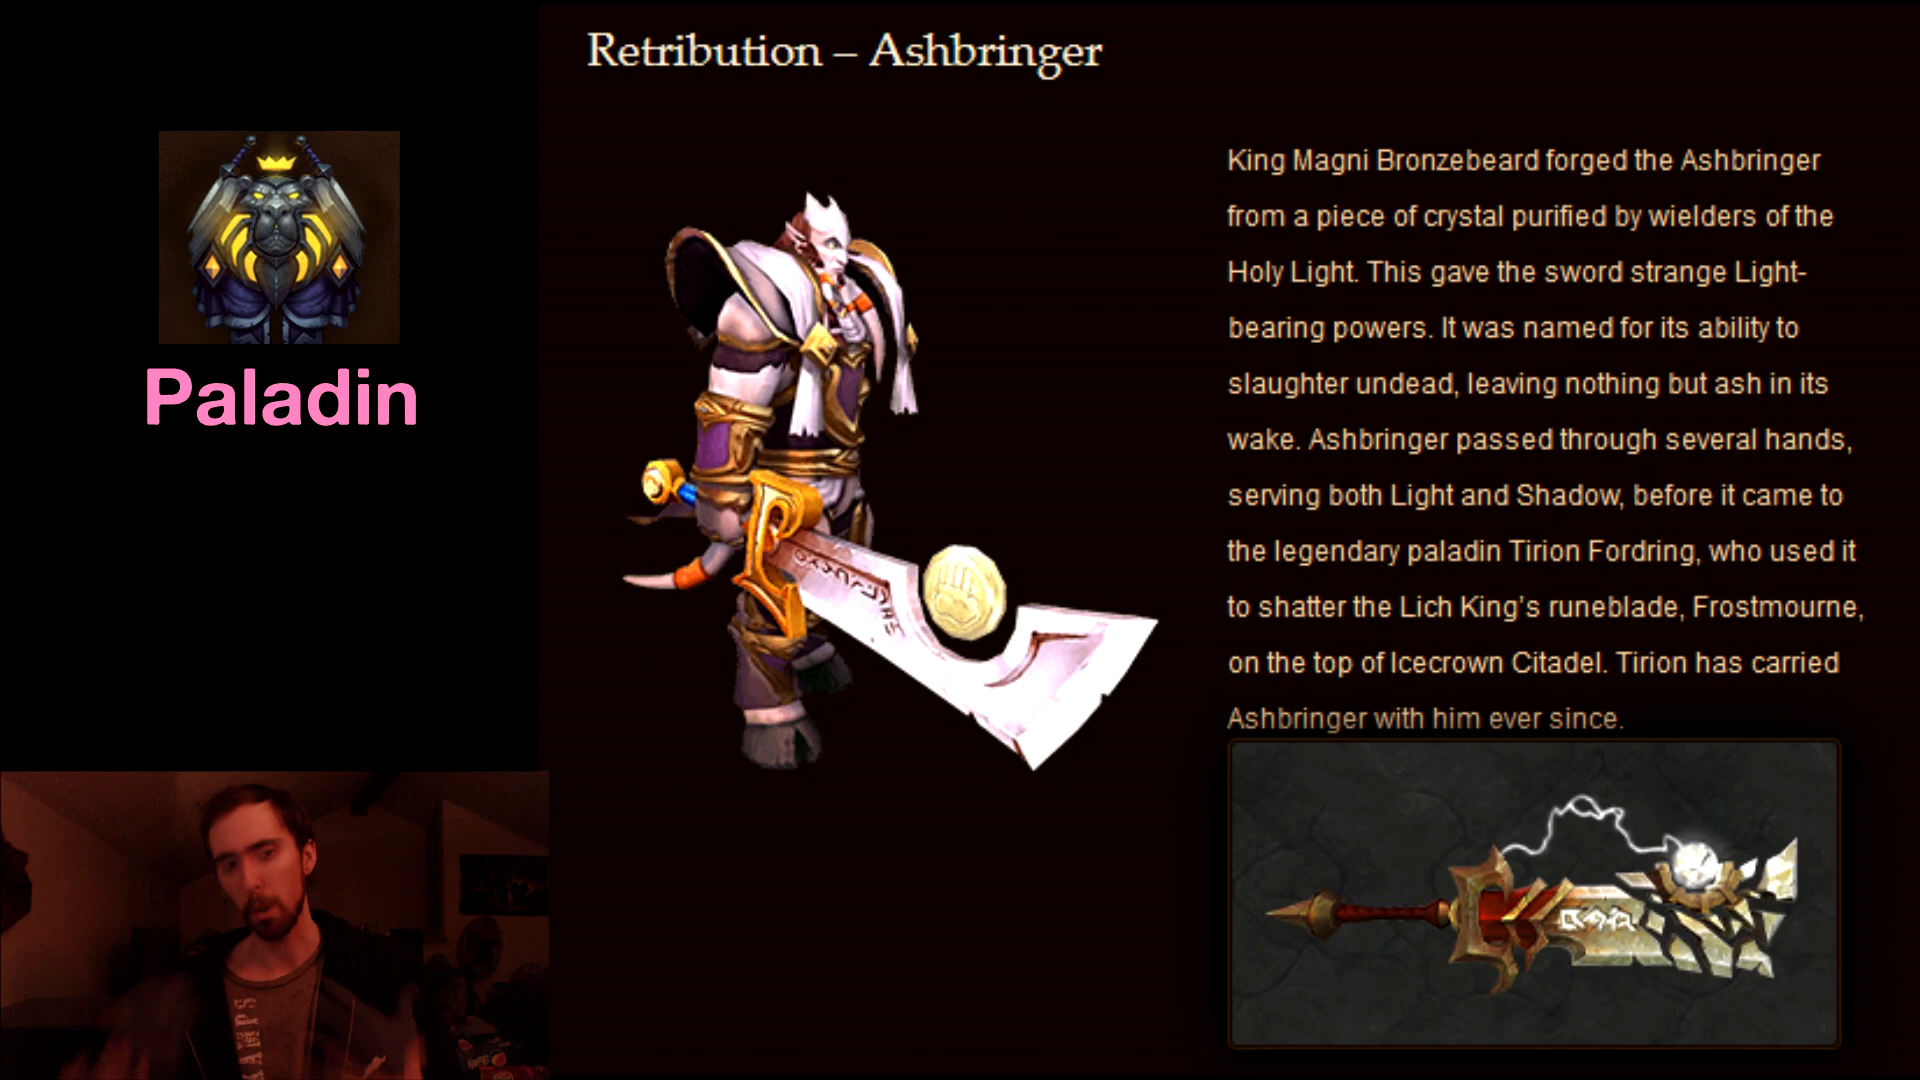 Retribution – Ashbringer
Paladin
King Magni Bronzebeard forged the Ashbringer
from a piece of crystal purified by wielders of the
Holy Light. This gave the sword strange Light-
bearing powers. It was named for its ability to
slaughter undead, leaving nothing but ash in its
wake. Ashbringer passed through several hands,
serving both Light and Shadow, before it came to
the legendary paladin Tirion Fordring, who used it
to shatter the Lich King’s runeblade, Frostmourne,
on the top of Icecrown Citadel. Tirion has carried
Ashbringer with him ever since.